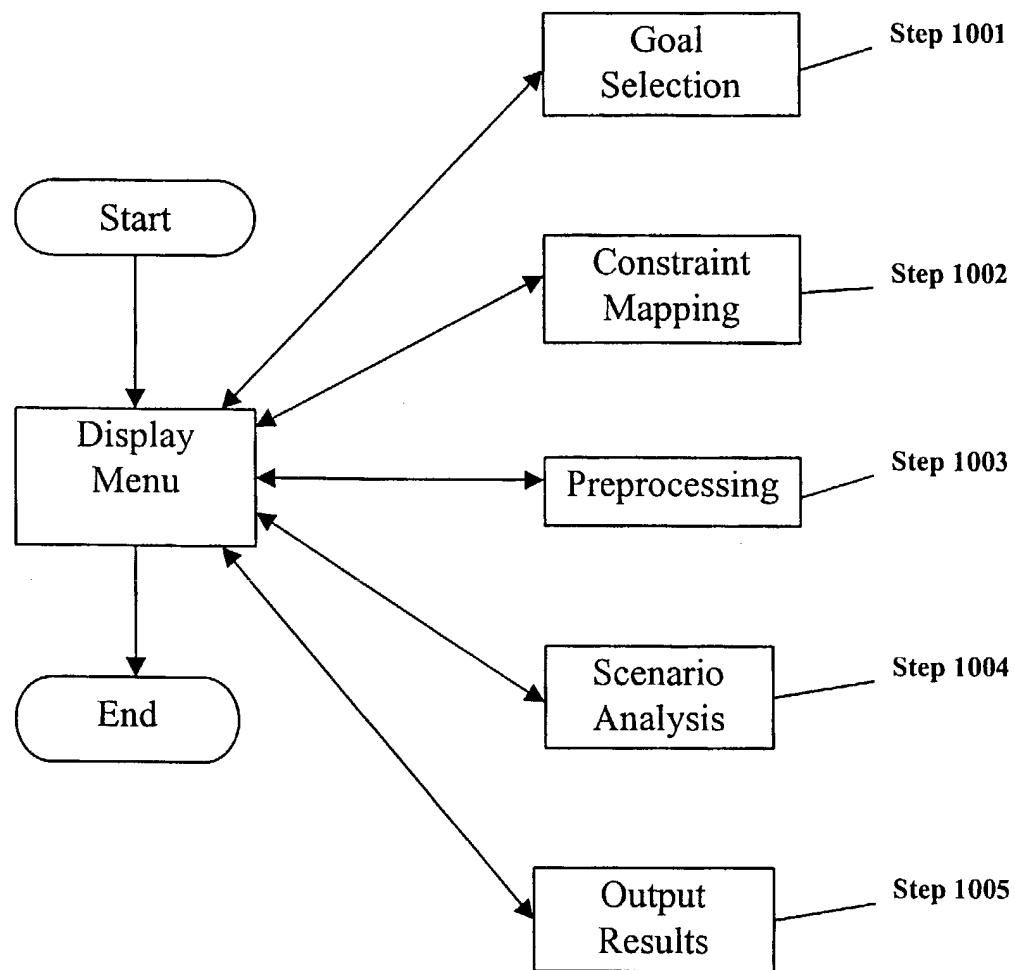 Goal
Selection
Step 1001
Start
Constraint
Mapping
Step 1002
Display
Menu
Preprocessing
Step 1003
Scenario
Analysis
Step 1004
End
Output
Results
Step 1005